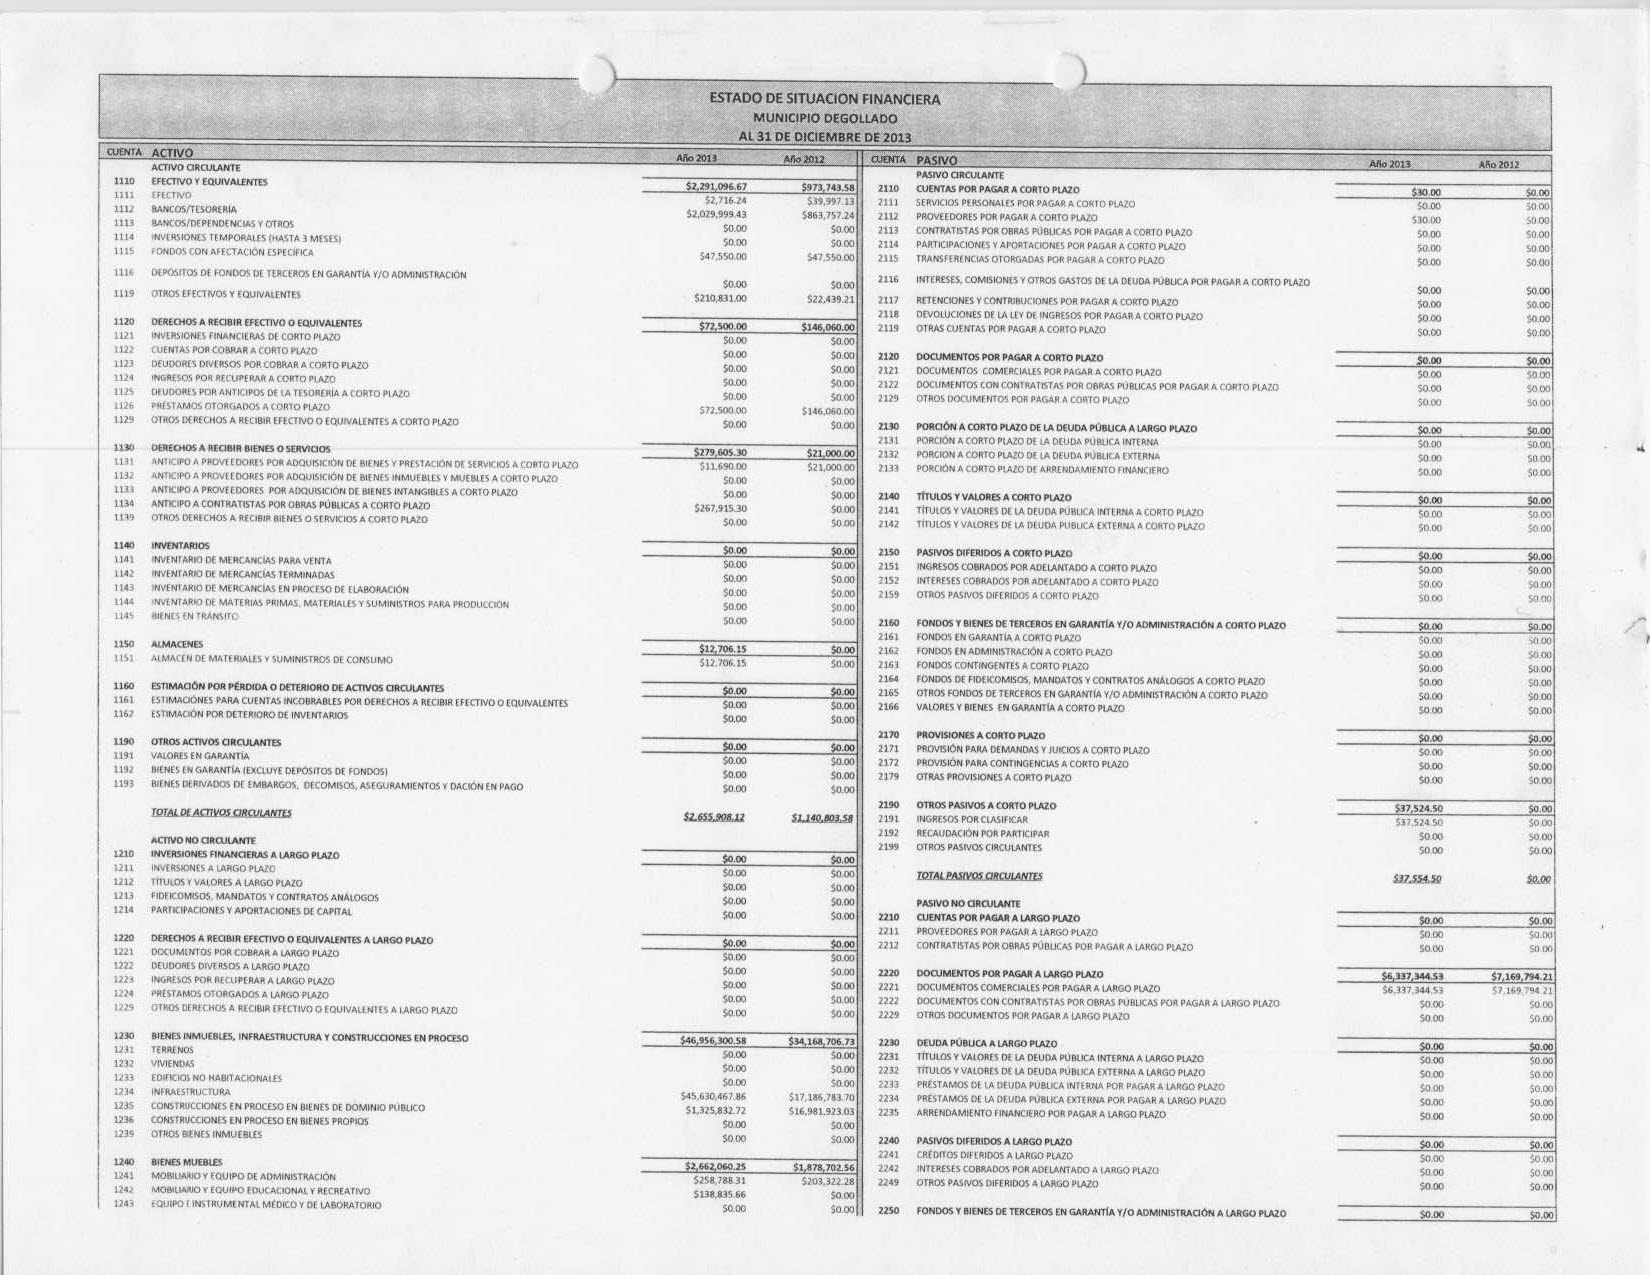 ESTADO DE SITUACION FINANCIERA
MUNICIPIO DEGOLLADO
AL 31 DE DICIEMBRE DE 2013
CUENTA ACTIVO Año 2013 Año 2012
ACTIVO CIRCULANTE
1110 EFECTIVO Y EQUIVALENTES $2,291,096.67 $973,743.58
1111 EFECTIVO $2,716.24 $39,997.13
1112 BANCOS/TESORERÍA $2,029,999.43 $863,757.24
1113 BANCOS/DEPENDENCIAS Y OTROS $0.00 $0.00
1114 INVERSIONES TEMPORALES (HASTA 3 MESES) $0.00 $0.00
1115 FONDOS CON AFECTACIÓN ESPECÍFICA $47,550.00 $47,550.00
1116 DEPÓSITOS DE FONDOS DE TERCEROS EN GARANTÍA Y/O ADMINISTRACIÓN $0.00 $0.00
1119 OTROS EFECTIVOS Y EQUIVALENTES $210,831.00 $22,439.21
1120 DERECHOS A RECIBIR EFECTIVO O EQUIVALENTES $72,500.00 $146,060.00
1121 INVERSIONES FINANCIERAS DE CORTO PLAZO $0.00 $0.00
1122 CUENTAS POR COBRAR A CORTO PLAZO $0.00 $0.00
1123 DEUDORES DIVERSOS POR COBRAR A CORTO PLAZO $0.00 $0.00
1124 INGRESOS POR RECUPERAR A CORTO PLAZO $0.00 $0.00
1125 DEUDORES POR ANTICIPOS DE LA TESORERÍA A CORTO PLAZO $0.00 $0.00
1126 PRÉSTAMOS OTORGADOS A CORTO PLAZO $72,500.00 $146,060.00
1129 OTROS DERECHOS A RECIBIR EFECTIVO O EQUIVALENTES A CORTO PLAZO $0.00 $0.00
1130 DERECHOS A RECIBIR BIENES O SERVICIOS $279,605.30 $21,000.00
1131 ANTICIPO A PROVEEDORES POR ADQUISICIÓN DE BIENES Y PRESTACIÓN DE SERVICIOS A CORTO PLAZO $11,690.00 $21,000.00
1132 ANTICIPO A PROVEEDORES POR ADQUISICIÓN DE BIENES INMUEBLES Y MUEBLES A CORTO PLAZO $0.00 $0.00
1133 ANTICIPO A PROVEEDORES POR ADQUISICIÓN DE BIENES INTANGIBLES A CORTO PLAZO $0.00 $0.00
1134 ANTICIPO A CONTRATISTAS POR OBRAS PÚBLICAS A CORTO PLAZO $267,915.30 $0.00
1139 OTROS DERECHOS A RECIBIR BIENES O SERVICIOS A CORTO PLAZO $0.00 $0.00
1140 INVENTARIOS $0.00 $0.00
1141 INVENTARIO DE MERCANCÍAS PARA VENTA $0.00 $0.00
1142 INVENTARIO DE MERCANCÍAS TERMINADAS $0.00 $0.00
1143 INVENTARIO DE MERCANCÍAS EN PROCESO DE ELABORACIÓN $0.00 $0.00
1144 INVENTARIO DE MATERIAS PRIMAS, MATERIALES Y SUMINISTROS PARA PRODUCCIÓN $0.00 $0.00
1145 BIENES EN TRÁNSITO $0.00 $0.00
1150 ALMACENES $12,706.15 $0.00
1151 ALMACÉN DE MATERIALES Y SUMINISTROS DE CONSUMO $12,706.15 $0.00
1160 ESTIMACIÓN POR PÉRDIDA O DETERIORO DE ACTIVOS CIRCULANTES $0.00 $0.00
1161 ESTIMACIONES PARA CUENTAS INCOBRABLES POR DERECHOS A RECIBIR EFECTIVO O EQUIVALENTES $0.00 $0.00
1162 ESTIMACIÓN POR DETERIORO DE INVENTARIOS $0.00 $0.00
1190 OTROS ACTIVOS CIRCULANTES $0.00 $0.00
1191 VALORES EN GARANTÍA $0.00 $0.00
1192 BIENES EN GARANTÍA (EXCLUYE DEPÓSITOS DE FONDOS) $0.00 $0.00
1193 BIENES DERIVADOS DE EMBARGOS, DECOMISOS, ASEGURAMIENTOS Y DACIÓN EN PAGO $0.00 $0.00
TOTAL DE ACTIVOS CIRCULANTES $2,655,908.12 $1,140,803.58
ACTIVO NO CIRCULANTE
1210 INVERSIONES FINANCIERAS A LARGO PLAZO $0.00 $0.00
1211 INVERSIONES A LARGO PLAZO $0.00 $0.00
1212 TÍTULOS Y VALORES A LARGO PLAZO $0.00 $0.00
1213 FIDEICOMISOS, MANDATOS Y CONTRATOS ANÁLOGOS $0.00 $0.00
1214 PARTICIPACIONES Y APORTACIONES DE CAPITAL $0.00 $0.00
1220 DERECHOS A RECIBIR EFECTIVO O EQUIVALENTES A LARGO PLAZO $0.00 $0.00
1221 DOCUMENTOS POR COBRAR A LARGO PLAZO $0.00 $0.00
1222 DEUDORES DIVERSOS A LARGO PLAZO $0.00 $0.00
1223 INGRESOS POR RECUPERAR A LARGO PLAZO $0.00 $0.00
1224 PRÉSTAMOS OTORGADOS A LARGO PLAZO $0.00 $0.00
1229 OTROS DERECHOS A RECIBIR EFECTIVO O EQUIVALENTES A LARGO PLAZO $0.00 $0.00
1230 BIENES INMUEBLES, INFRAESTRUCTURA Y CONSTRUCCIONES EN PROCESO $46,956,300.58 $34,168,706.73
1231 TERRENOS $0.00 $0.00
1232 VIVIENDAS $0.00 $0.00
1233 EDIFICIOS NO HABITACIONALES $0.00 $0.00
1234 INFRAESTRUCTURA $45,630,467.86 $17,186,783.70
1235 CONSTRUCCIONES EN PROCESO EN BIENES DE DOMINIO PÚBLICO $1,325,832.72 $16,981,923.03
1236 CONSTRUCCIONES EN PROCESO EN BIENES PROPIOS $0.00 $0.00
1239 OTROS BIENES INMUEBLES $0.00 $0.00
1240 BIENES MUEBLES $2,662,060.25 $1,878,702.56
1241 MOBILIARIO Y EQUIPO DE ADMINISTRACIÓN $258,788.31 $203,322.28
1242 MOBILIARIO Y EQUIPO EDUCACIONAL Y RECREATIVO $138,835.66 $0.00
1243 EQUIPO E INSTRUMENTAL MÉDICO Y DE LABORATORIO $0.00 $0.00
CUENTA PASIVO Año 2013 Año 2012
PASIVO CIRCULANTE
2110 CUENTAS POR PAGAR A CORTO PLAZO $30.00 $0.00
2111 SERVICIOS PERSONALES POR PAGAR A CORTO PLAZO $0.00 $0.00
2112 PROVEEDORES POR PAGAR A CORTO PLAZO $30.00 $0.00
2113 CONTRATISTAS POR OBRAS PÚBLICAS POR PAGAR A CORTO PLAZO $0.00 $0.00
2114 PARTICIPACIONES Y APORTACIONES POR PAGAR A CORTO PLAZO $0.00 $0.00
2115 TRANSFERENCIAS OTORGADAS POR PAGAR A CORTO PLAZO $0.00 $0.00
2116 INTERESES, COMISIONES Y OTROS GASTOS DE LA DEUDA PÚBLICA POR PAGAR A CORTO PLAZO $0.00 $0.00
2117 RETENCIONES Y CONTRIBUCIONES POR PAGAR A CORTO PLAZO $0.00 $0.00
2118 DEVOLUCIONES DE LA LEY DE INGRESOS POR PAGAR A CORTO PLAZO $0.00 $0.00
2119 OTRAS CUENTAS POR PAGAR A CORTO PLAZO $0.00 $0.00
2120 DOCUMENTOS POR PAGAR A CORTO PLAZO $0.00 $0.00
2121 DOCUMENTOS COMERCIALES POR PAGAR A CORTO PLAZO $0.00 $0.00
2122 DOCUMENTOS CON CONTRATISTAS POR OBRAS PÚBLICAS POR PAGAR A CORTO PLAZO $0.00 $0.00
2129 OTROS DOCUMENTOS POR PAGAR A CORTO PLAZO $0.00 $0.00
2130 PORCIÓN A CORTO PLAZO DE LA DEUDA PÚBLICA A LARGO PLAZO $0.00 $0.00
2131 PORCIÓN A CORTO PLAZO DE LA DEUDA PÚBLICA INTERNA $0.00 $0.00
2132 PORCIÓN A CORTO PLAZO DE LA DEUDA PÚBLICA EXTERNA $0.00 $0.00
2133 PORCIÓN A CORTO PLAZO DE ARRENDAMIENTO FINANCIERO $0.00 $0.00
2140 TÍTULOS Y VALORES A CORTO PLAZO $0.00 $0.00
2141 TÍTULOS Y VALORES DE LA DEUDA PÚBLICA INTERNA A CORTO PLAZO $0.00 $0.00
2142 TÍTULOS Y VALORES DE LA DEUDA PÚBLICA EXTERNA A CORTO PLAZO $0.00 $0.00
2150 PASIVOS DIFERIDOS A CORTO PLAZO $0.00 $0.00
2151 INGRESOS COBRADOS POR ADELANTADO A CORTO PLAZO $0.00 $0.00
2152 INTERESES COBRADOS POR ADELANTADO A CORTO PLAZO $0.00 $0.00
2159 OTROS PASIVOS DIFERIDOS A CORTO PLAZO $0.00 $0.00
2160 FONDOS Y BIENES DE TERCEROS EN GARANTÍA Y/O ADMINISTRACIÓN A CORTO PLAZO $0.00 $0.00
2161 FONDOS EN GARANTÍA A CORTO PLAZO $0.00 $0.00
2162 FONDOS EN ADMINISTRACIÓN A CORTO PLAZO $0.00 $0.00
2163 FONDOS CONTINGENTES A CORTO PLAZO $0.00 $0.00
2164 FONDOS DE FIDEICOMISOS, MANDATOS Y CONTRATOS ANÁLOGOS A CORTO PLAZO $0.00 $0.00
2165 OTROS FONDOS DE TERCEROS EN GARANTÍA Y/O ADMINISTRACIÓN A CORTO PLAZO $0.00 $0.00
2166 VALORES Y BIENES EN GARANTÍA A CORTO PLAZO $0.00 $0.00
2170 PROVISIONES A CORTO PLAZO $0.00 $0.00
2171 PROVISIÓN PARA DEMANDAS Y JUICIOS A CORTO PLAZO $0.00 $0.00
2172 PROVISIÓN PARA CONTINGENCIAS A CORTO PLAZO $0.00 $0.00
2179 OTRAS PROVISIONES A CORTO PLAZO $0.00 $0.00
2190 OTROS PASIVOS A CORTO PLAZO $37,524.50 $0.00
2191 INGRESOS POR CLASIFICAR $37,524.50 $0.00
2192 RECAUDACIÓN POR PARTICIPAR $0.00 $0.00
2199 OTROS PASIVOS CIRCULANTES $0.00 $0.00
TOTAL PASIVOS CIRCULANTES $37,554.50 $0.00
PASIVO NO CIRCULANTE
2210 CUENTAS POR PAGAR A LARGO PLAZO $0.00 $0.00
2211 PROVEEDORES POR PAGAR A LARGO PLAZO $0.00 $0.00
2212 CONTRATISTAS POR OBRAS PÚBLICAS POR PAGAR A LARGO PLAZO $0.00 $0.00
2220 DOCUMENTOS POR PAGAR A LARGO PLAZO $6,337,344.53 $7,169,794.21
2221 DOCUMENTOS COMERCIALES POR PAGAR A LARGO PLAZO $6,337,344.53 $7,169,794.21
2222 DOCUMENTOS CON CONTRATISTAS POR OBRAS PÚBLICAS POR PAGAR A LARGO PLAZO $0.00 $0.00
2229 OTROS DOCUMENTOS POR PAGAR A LARGO PLAZO $0.00 $0.00
2230 DEUDA PÚBLICA A LARGO PLAZO $0.00 $0.00
2231 TÍTULOS Y VALORES DE LA DEUDA PÚBLICA INTERNA A LARGO PLAZO $0.00 $0.00
2232 TÍTULOS Y VALORES DE LA DEUDA PÚBLICA EXTERNA A LARGO PLAZO $0.00 $0.00
2233 PRÉSTAMOS DE LA DEUDA PÚBLICA INTERNA POR PAGAR A LARGO PLAZO $0.00 $0.00
2234 PRÉSTAMOS DE LA DEUDA PÚBLICA EXTERNA POR PAGAR A LARGO PLAZO $0.00 $0.00
2235 ARRENDAMIENTO FINANCIERO POR PAGAR A LARGO PLAZO $0.00 $0.00
2240 PASIVOS DIFERIDOS A LARGO PLAZO $0.00 $0.00
2241 CRÉDITOS DIFERIDOS A LARGO PLAZO $0.00 $0.00
2242 INTERESES COBRADOS POR ADELANTADO A LARGO PLAZO $0.00 $0.00
2249 OTROS PASIVOS DIFERIDOS A LARGO PLAZO $0.00 $0.00
2250 FONDOS Y BIENES DE TERCEROS EN GARANTÍA Y/O ADMINISTRACIÓN A LARGO PLAZO $0.00 $0.00